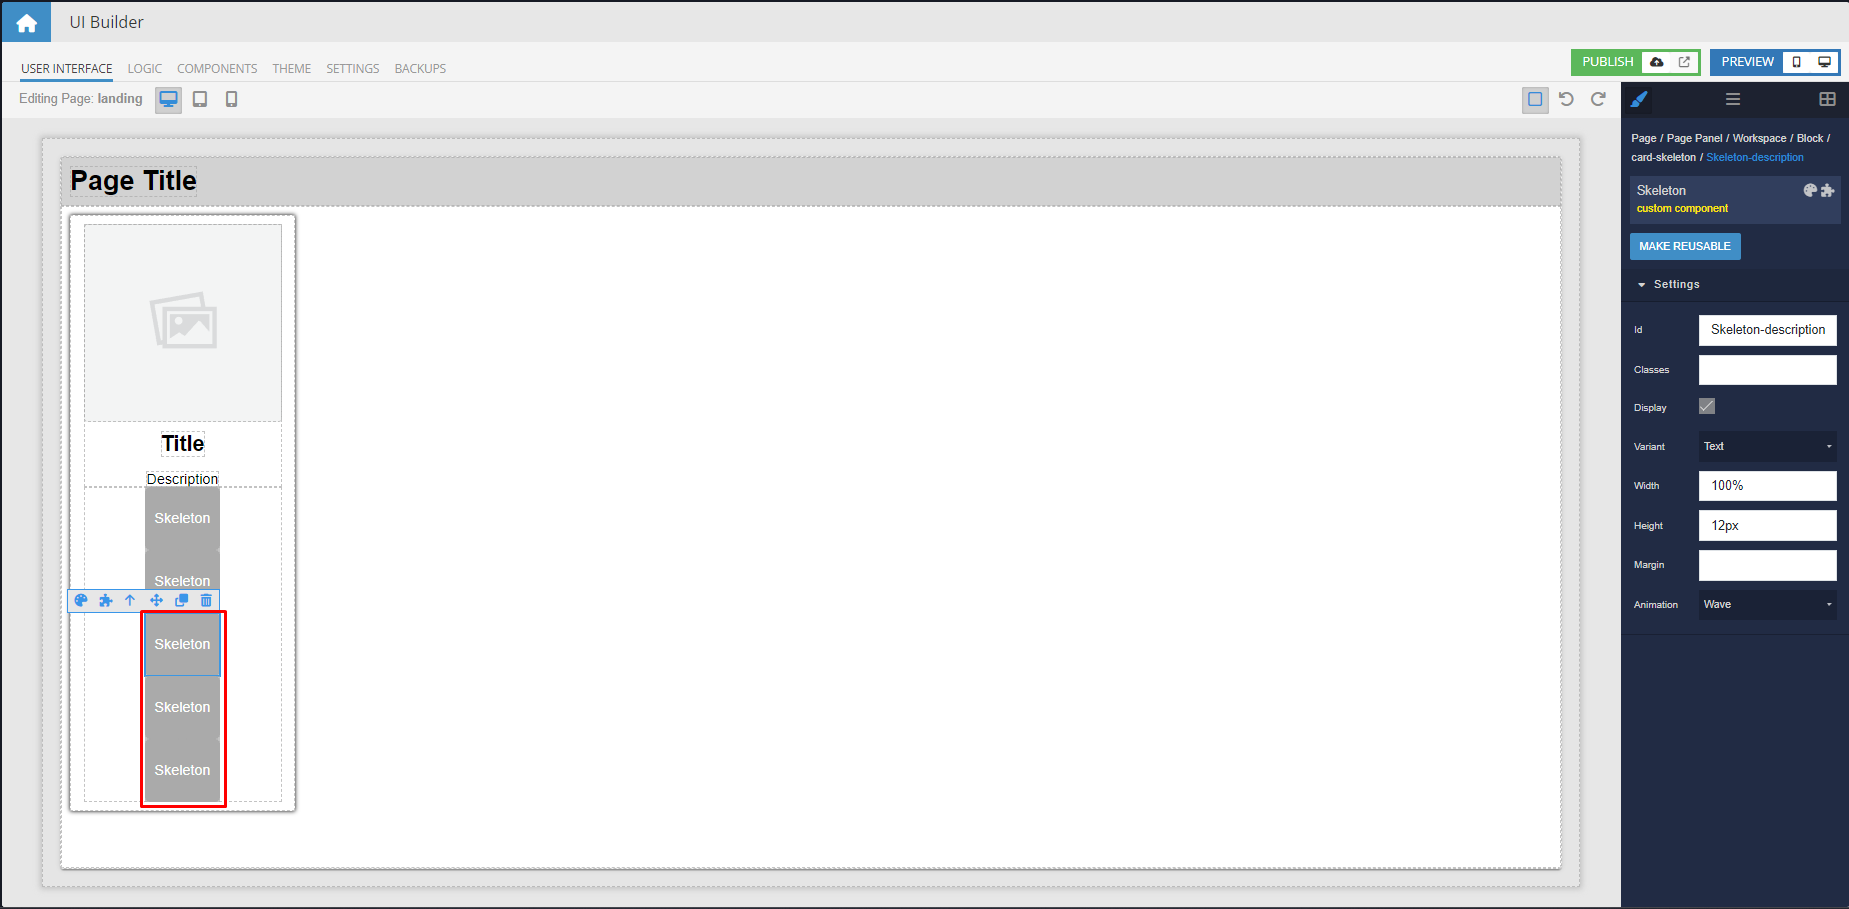 UI Builder
USER INTERFACE LOGIC COMPONENTS THEME SETTINGS BACKUPS
PUBLISH
PREVIEW
Editing Page: landing
Page Title
Title
Description
Skeleton
Skeleton
Skeleton
Skeleton
Skeleton
Page / Page Panel / Workspace / Block /
card-skeleton / Skeleton-description
Skeleton
custom component
MAKE REUSABLE
Settings
Id Skeleton-description
Classes
Display
Variant Text
Width 100%
Height 12px
Margin
Animation Wave